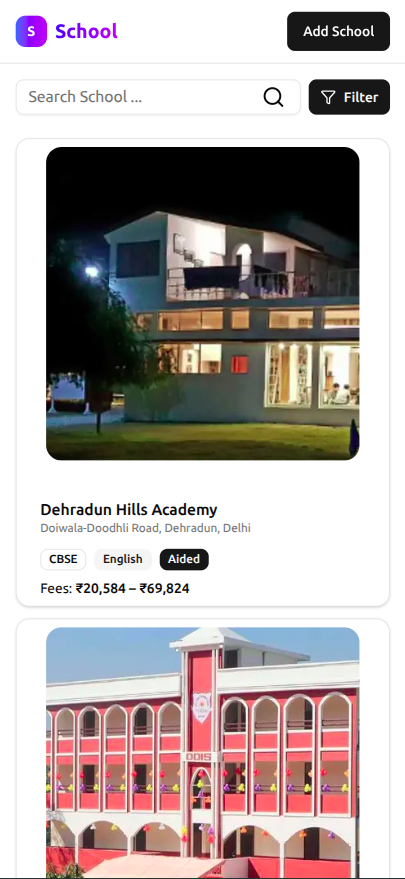 S School
Add School
Search School ...
Filter
Dehradun Hills Academy
Doiwala-Doodhli Road, Dehradun, Delhi
CBSE English Aided
Fees: ₹20,584 – ₹69,824
DDIS